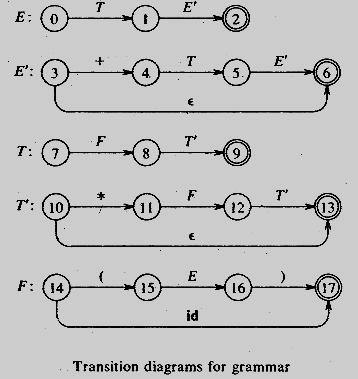 T E'
E: 0 1 2
+ T E'
E': 3 4 5 6
ϵ
F T'
T: 7 8 9
* F T'
T': 10 11 12 13
ϵ
( E )
F: 14 15 16 17
id
Transition diagrams for grammar